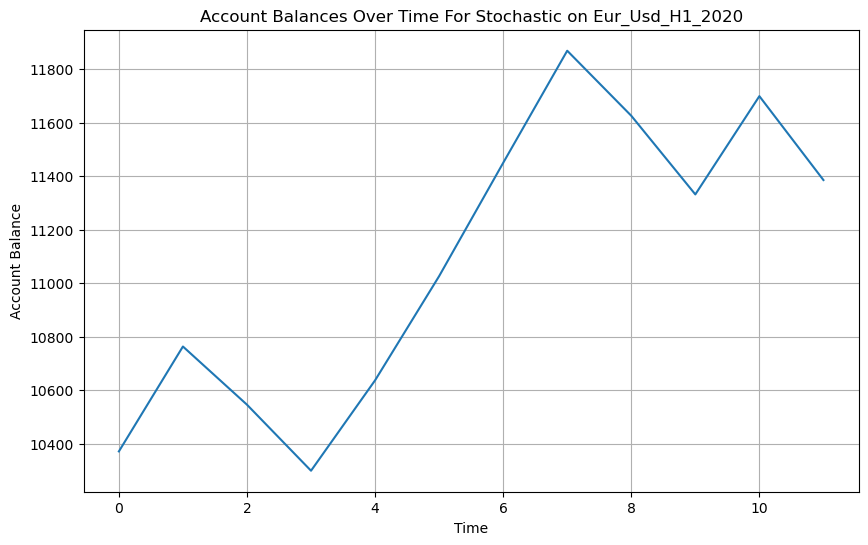 Account Balances Over Time For Stochastic on Eur_Usd_H1_2020
11800
11600
11400
11200
11000
10800
10600
10400
Account Balance
0 2 4 6 8 10
Time